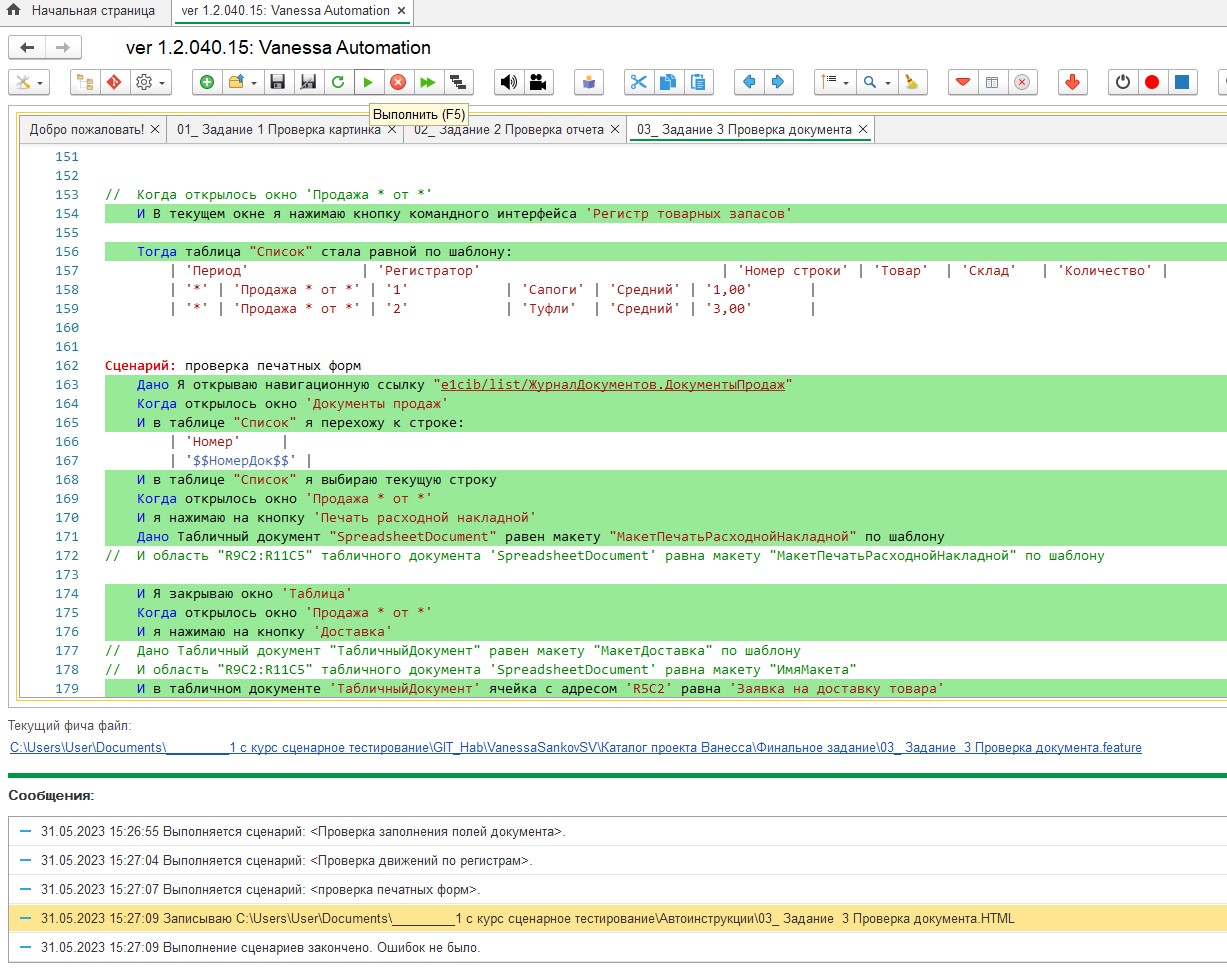 Начальная страница
ver 1.2.040.15: Vanessa Automation ×
ver 1.2.040.15: Vanessa Automation
Выполнить (F5)
Добро пожаловать! × 01_ Задание 1 Проверка картинка × 02_ Задание 2 Проверка отчета × 03_ Задание 3 Проверка документа ×
151
152
153 // Когда открылось окно 'Продажа * от *'
154 И В текущем окне я нажимаю кнопку командного интерфейса 'Регистр товарных запасов'
155
156 Тогда таблица "Список" стала равной по шаблону:
157 | 'Период' | 'Регистратор' | 'Номер строки' | 'Товар' | 'Склад' | 'Количество' |
158 | '*' | 'Продажа * от *' | '1' | 'Сапоги' | 'Средний' | '1,00' |
159 | '*' | 'Продажа * от *' | '2' | 'Туфли' | 'Средний' | '3,00' |
160
161
162 Сценарий: проверка печатных форм
163 Дано Я открываю навигационную ссылку "e1cib/list/ЖурналДокументов.ДокументыПродаж"
164 Когда открылось окно 'Документы продаж'
165 И в таблице "Список" я перехожу к строке:
166 | 'Номер' |
167 | '$$НомерДок$$' |
168 И в таблице "Список" я выбираю текущую строку
169 Когда открылось окно 'Продажа * от *'
170 И я нажимаю на кнопку 'Печать расходной накладной'
171 Дано Табличный документ "SpreadsheetDocument" равен макету "МакетПечатьРасходнойНакладной" по шаблону
172 // И область "R9C2:R11C5" табличного документа 'SpreadsheetDocument' равна макету "МакетПечатьРасходнойНакладной" по шаблону
173
174 И Я закрываю окно 'Таблица'
175 Когда открылось окно 'Продажа * от *'
176 И я нажимаю на кнопку 'Доставка'
177 // Дано Табличный документ "ТабличныйДокумент" равен макету "МакетДоставка" по шаблону
178 // И область "R9C2:R11C5" табличного документа 'SpreadsheetDocument' равна макету "ИмяМакета"
179 И в табличном документе 'ТабличныйДокумент' ячейка с адресом 'R5C2' равна 'Заявка на доставку товара'
Текущий фича файл:
C:\Users\User\Documents\_________1 с курс сценарное тестирование\GIT_Hab\VanessaSankovSV\Каталог проекта Ванесса\Финальное задание\03_ Задание 3 Проверка документа.feature
Сообщения:
31.05.2023 15:26:55 Выполняется сценарий: <Проверка заполнения полей документа>.
31.05.2023 15:27:04 Выполняется сценарий: <Проверка движений по регистрам>.
31.05.2023 15:27:07 Выполняется сценарий: <проверка печатных форм>.
31.05.2023 15:27:09 Записываю C:\Users\User\Documents\_________1 с курс сценарное тестирование\Автоинструкции\03_ Задание 3 Проверка документа.HTML
31.05.2023 15:27:09 Выполнение сценариев закончено. Ошибок не было.